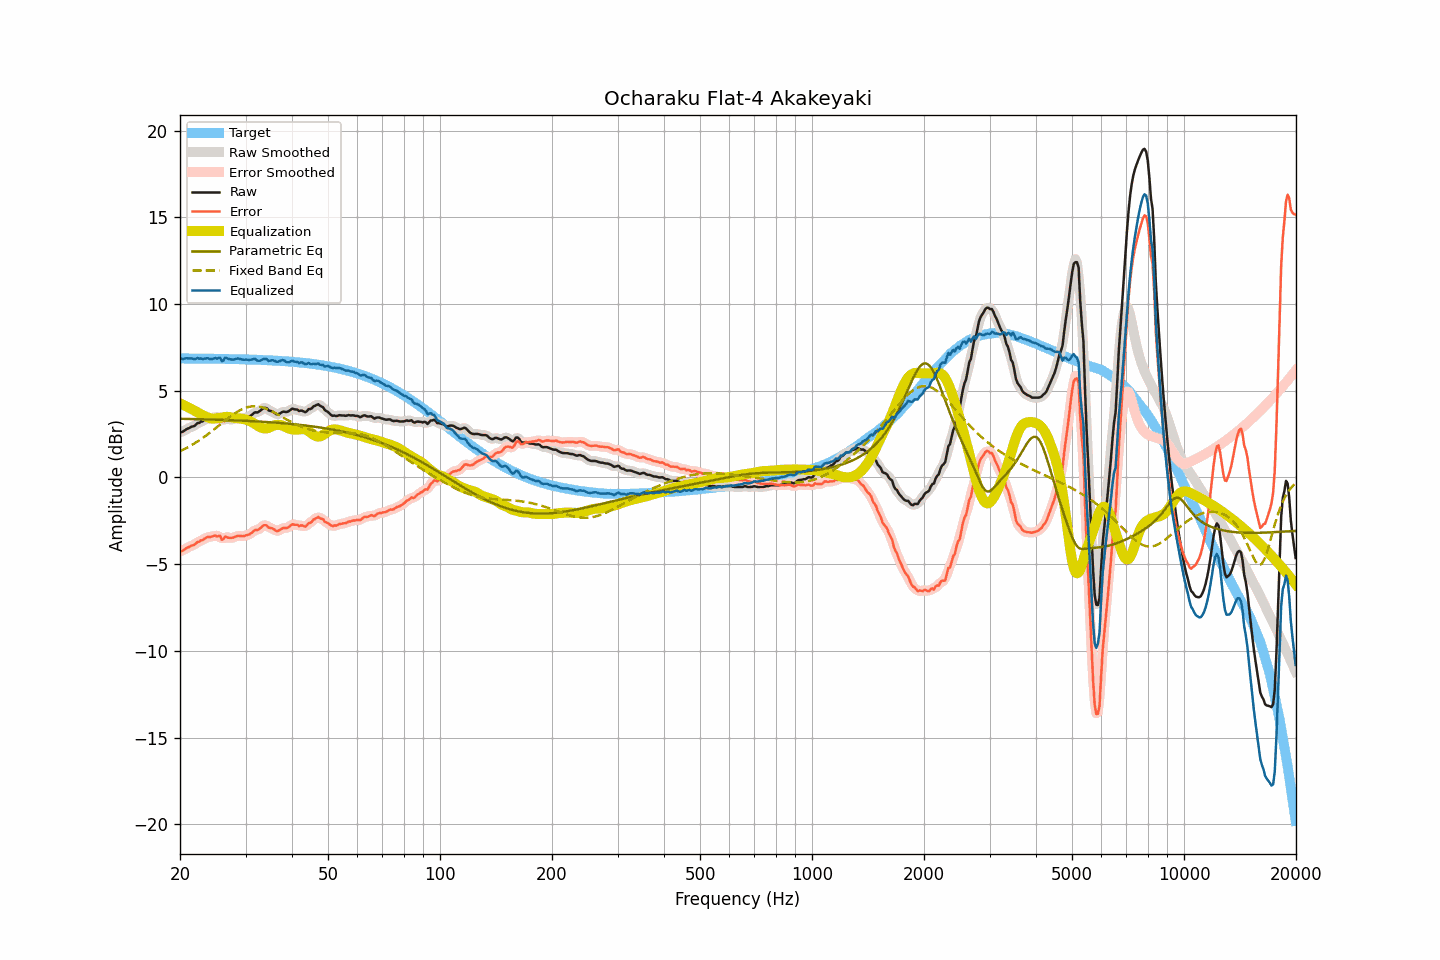 Ocharaku Flat-4 Akakeyaki
Target
Raw Smoothed
Error Smoothed
Raw
Error
Equalization
Parametric Eq
Fixed Band Eq
Equalized
20
15
10
5
0
−5
−10
−15
−20
Amplitude (dBr)
20 50 100 200 500 1000 2000 5000 10000 20000
Frequency (Hz)